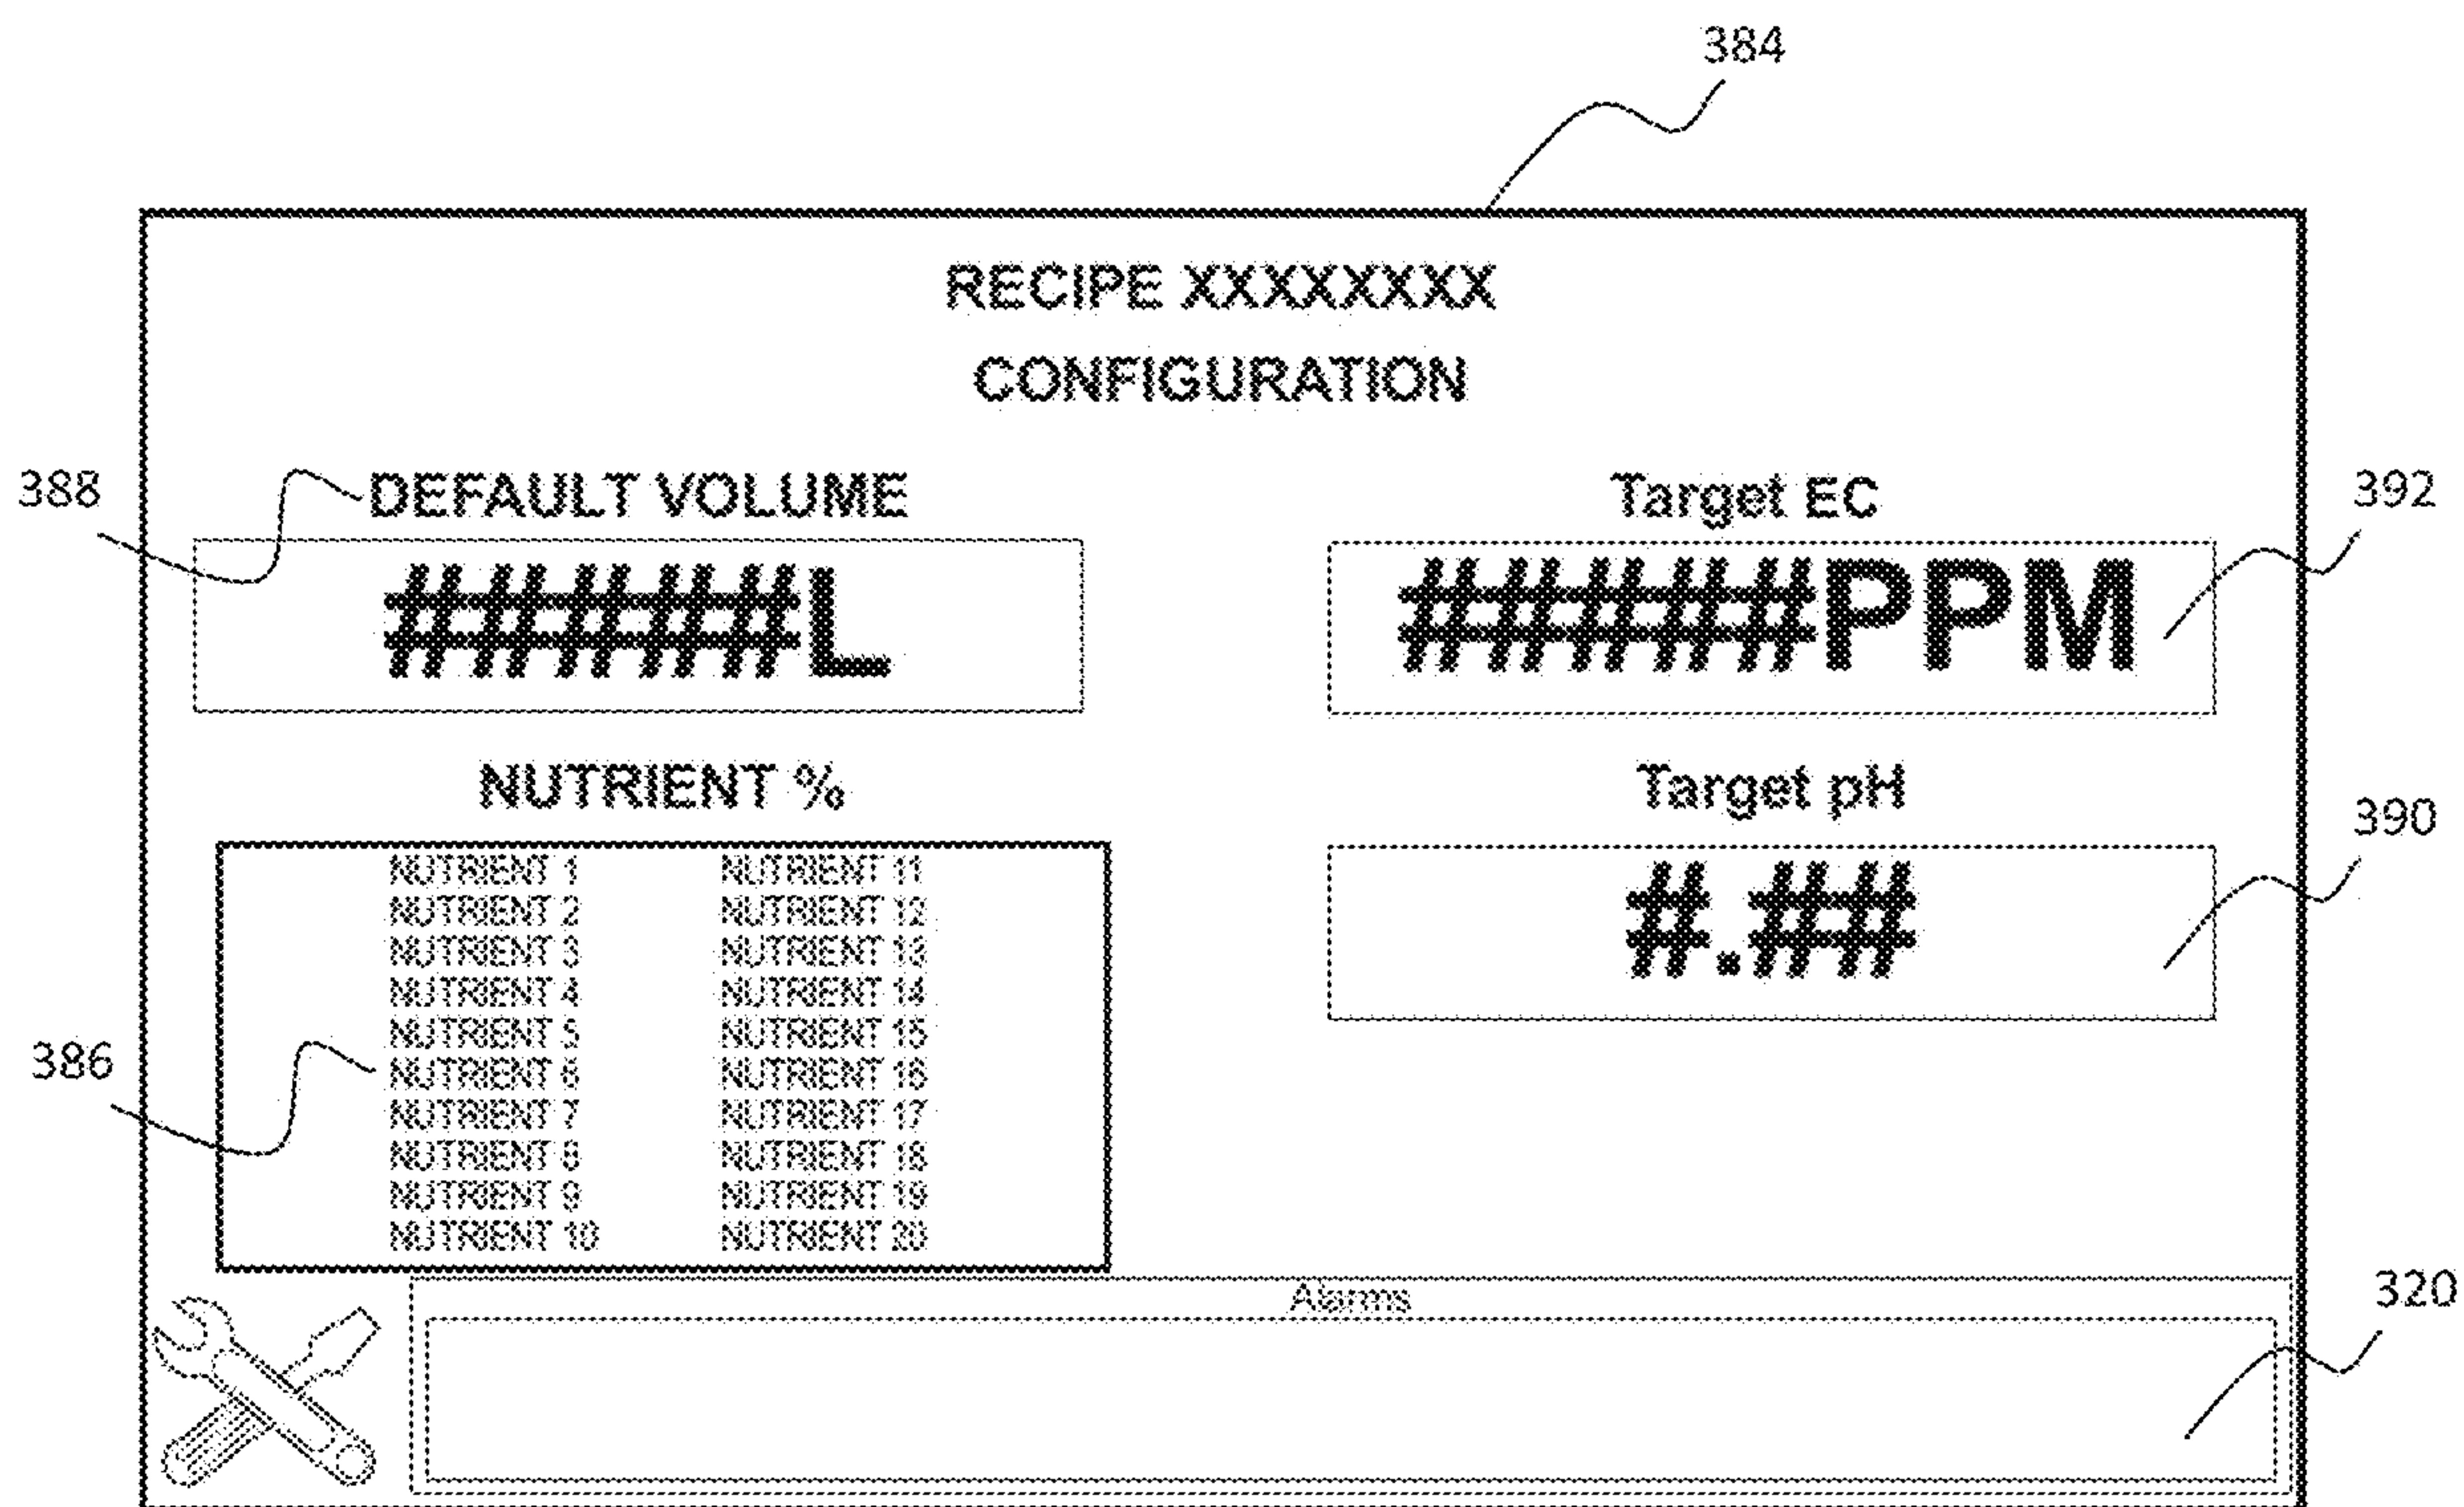 384
RECIPE XXXXXXXX
CONFIGURATION
388
DEFAULT VOLUME
#####L
Target EC
392
#####PPM
NUTRIENT %
Target pH
390
#.##
386
NUTRIENT 1
NUTRIENT 2
NUTRIENT 3
NUTRIENT 4
NUTRIENT 5
NUTRIENT 6
NUTRIENT 7
NUTRIENT 8
NUTRIENT 9
NUTRIENT 10
NUTRIENT 11
NUTRIENT 12
NUTRIENT 13
NUTRIENT 14
NUTRIENT 15
NUTRIENT 16
NUTRIENT 17
NUTRIENT 18
NUTRIENT 19
NUTRIENT 20
Alarms
320